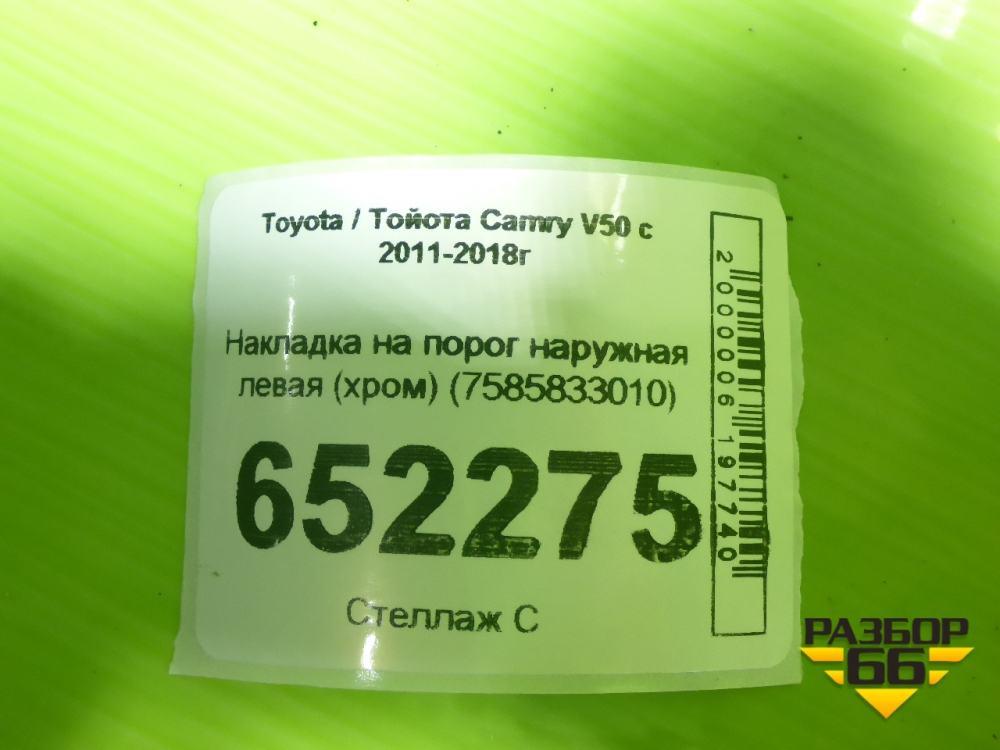 Toyota / Тойота Camry V50 с
2011-2018г
Накладка на порог наружная
левая (хром) (7585833010)
652275
Стеллаж С
2000006197740
РАЗБОР
66